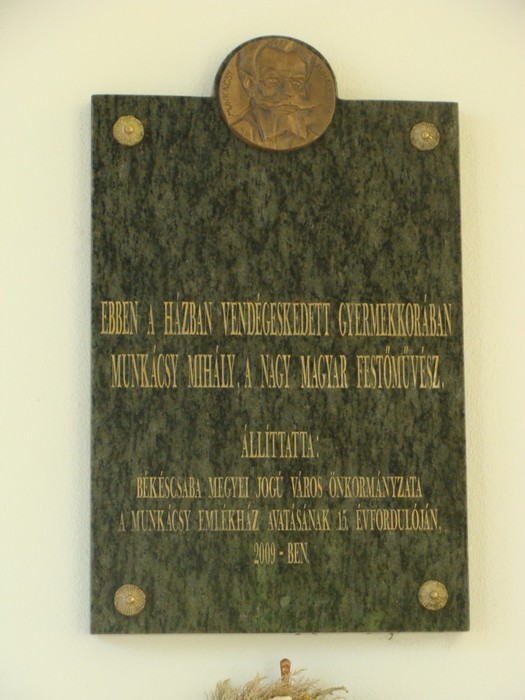 MUNKÁCSY
EBBEN A HÁZBAN VENDÉGESKEDETT GYERMEKKORÁBAN
MUNKÁCSY MIHÁLY, A NAGY MAGYAR FESTŐMŰVÉSZ.
ÁLLÍTTATTA:
BÉKÉSCSABA MEGYEI JOGÚ VÁROS ÖNKORMÁNYZATA
A MUNKÁCSY EMLÉKHÁZ AVATÁSÁNAK 15. ÉVFORDULÓJÁN,
2009 - BEN